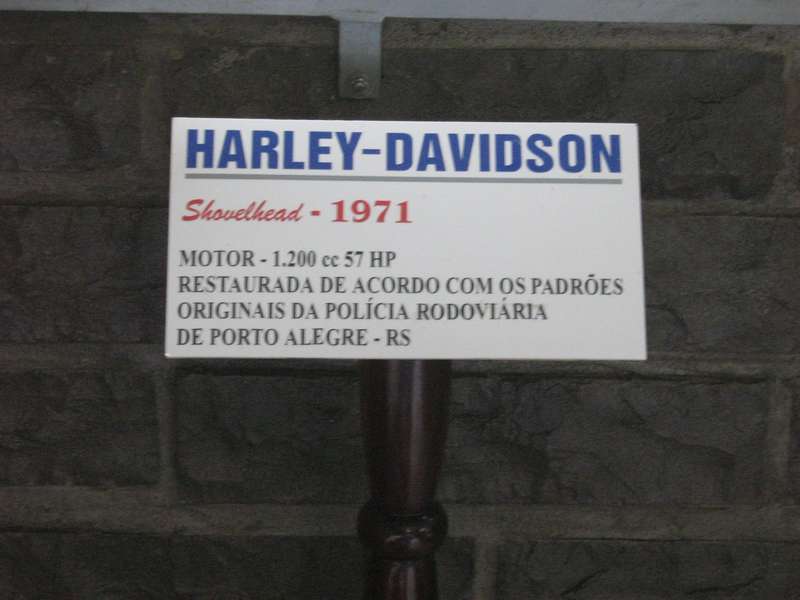 HARLEY-DAVIDSON
Shovelhead - 1971
MOTOR - 1.200 cc 57 HP
RESTAURADA DE ACORDO COM OS PADRÕES
ORIGINAIS DA POLÍCIA RODOVIÁRIA
DE PORTO ALEGRE - RS